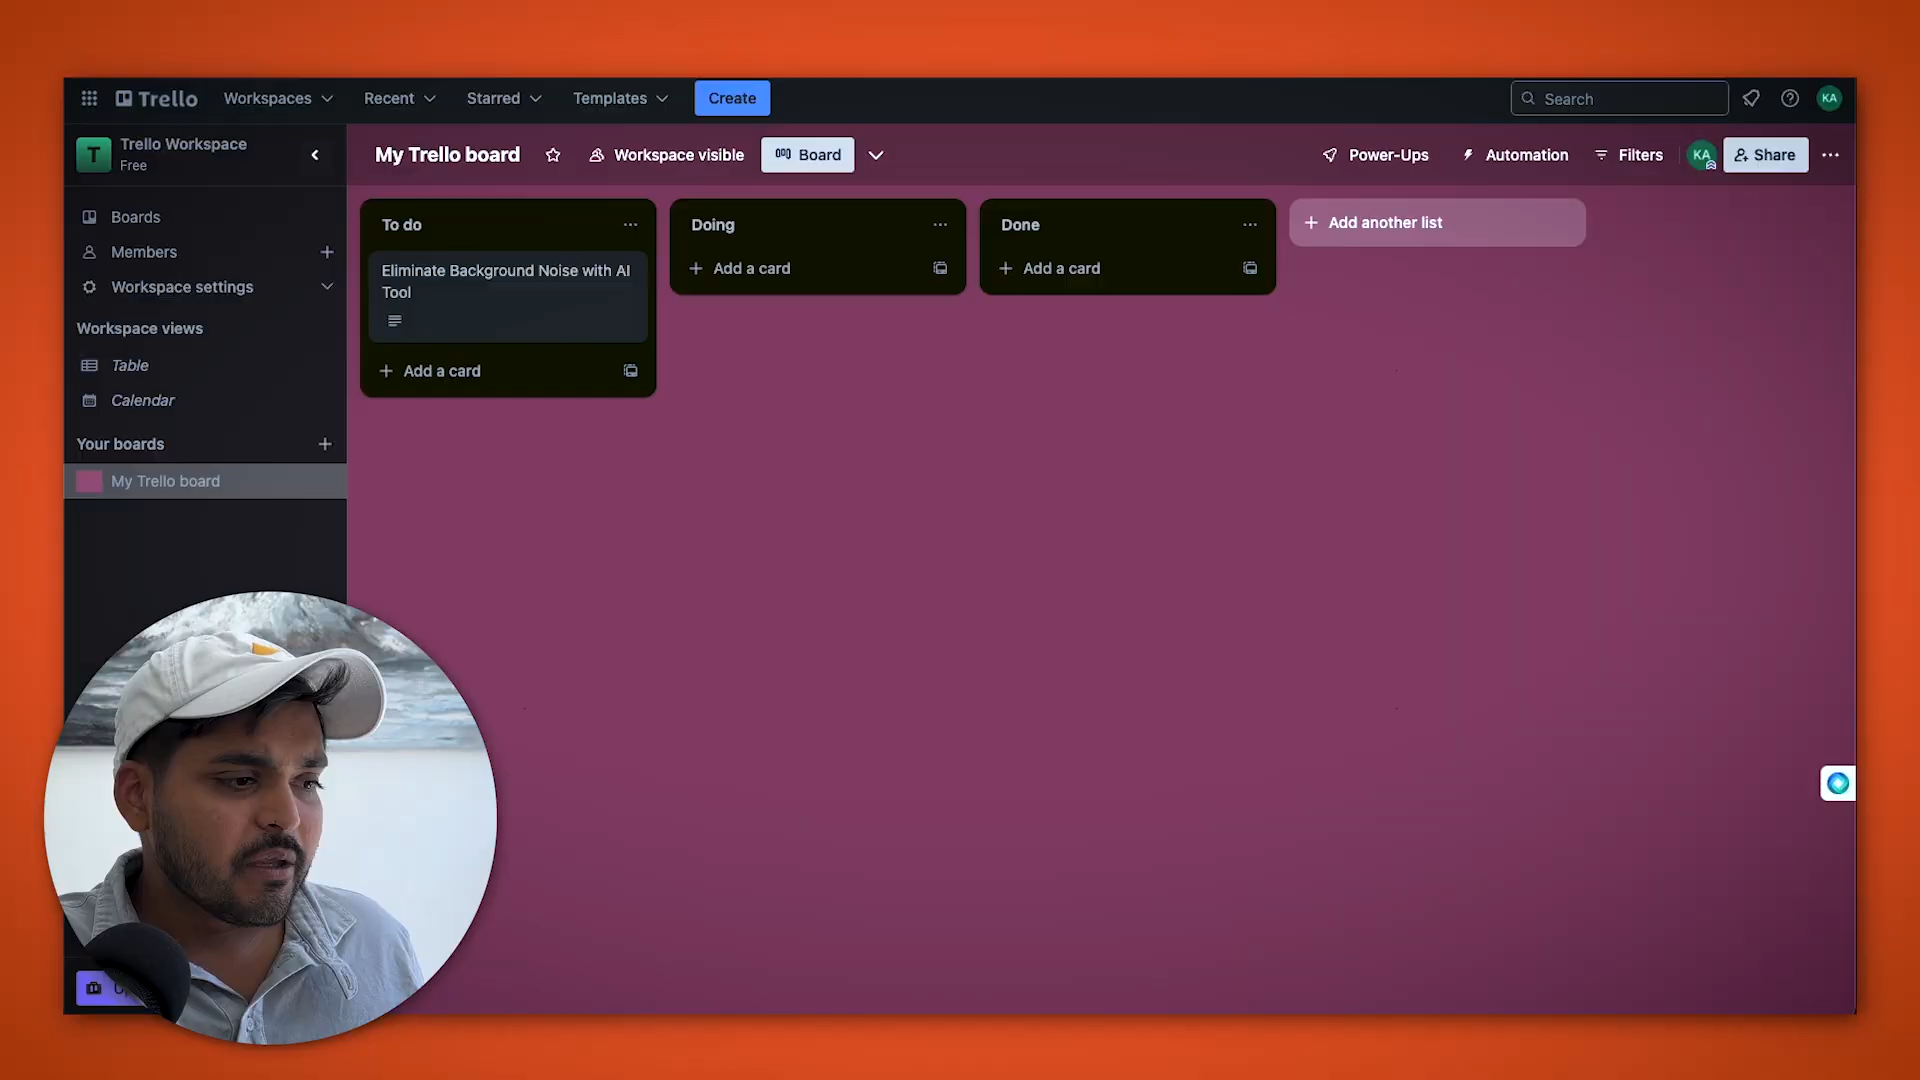 Trello
Workspaces
Recent
Starred
Templates
Create
Search
KA
T
Trello Workspace
Free
My Trello board
Workspace visible
Board
Power-Ups
Automation
Filters
KA
Share
Boards
Members
Workspace settings
Workspace views
Table
Calendar
Your boards
My Trello board
To do
Eliminate Background Noise with AI
Tool
Add a card
Doing
Add a card
Done
Add a card
Add another list